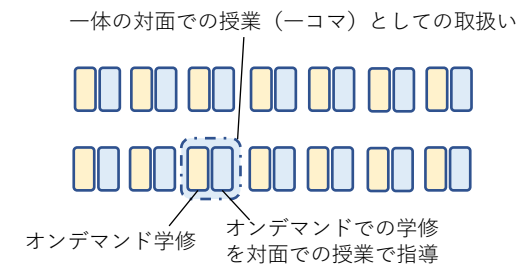 一体の対面での授業（一コマ）としての取扱い
オンデマンド学修
オンデマンドでの学修
を対面での授業で指導